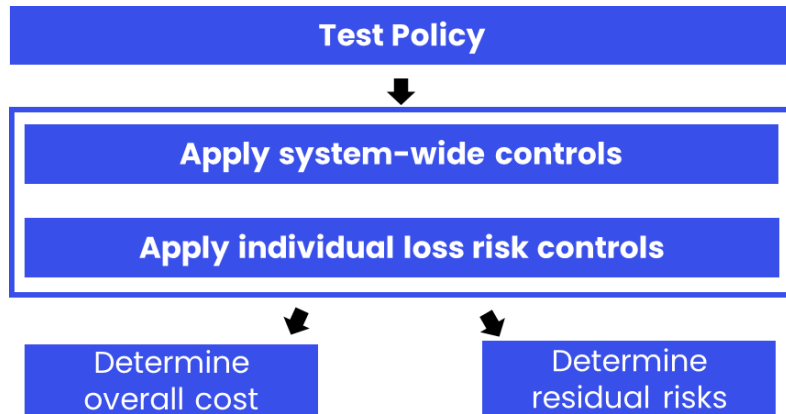 Test Policy
Apply system-wide controls
Apply individual loss risk controls
Determine
overall cost
Determine
residual risks